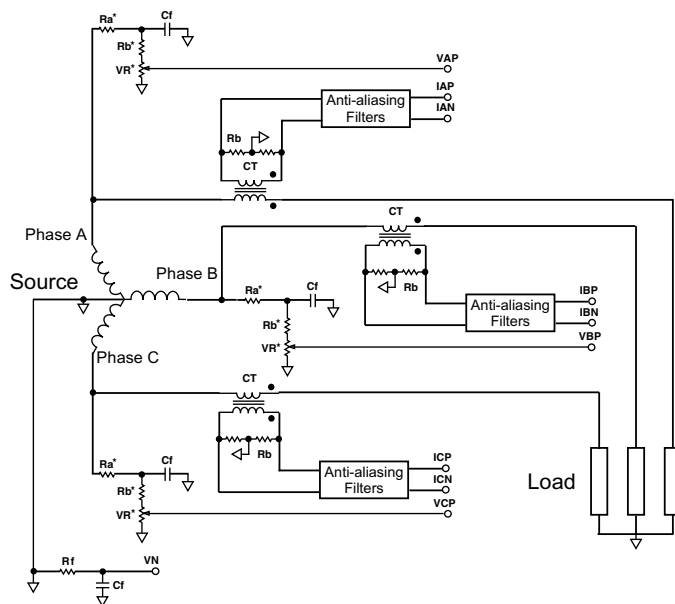 Ra* Cf
Rb*
VR* VAP
IAP
Anti-aliasing Filters
IAN
Rb
CT
Phase A
CT
Source
Phase B
Rb
IBP
Anti-aliasing Filters
IBN
Ra* Cf
Rb*
VR* VBP
Phase C
CT
Rb
ICP
Anti-aliasing Filters
ICN
Load
Ra* Cf
Rb*
VR* VCP
Rf VN
Cf